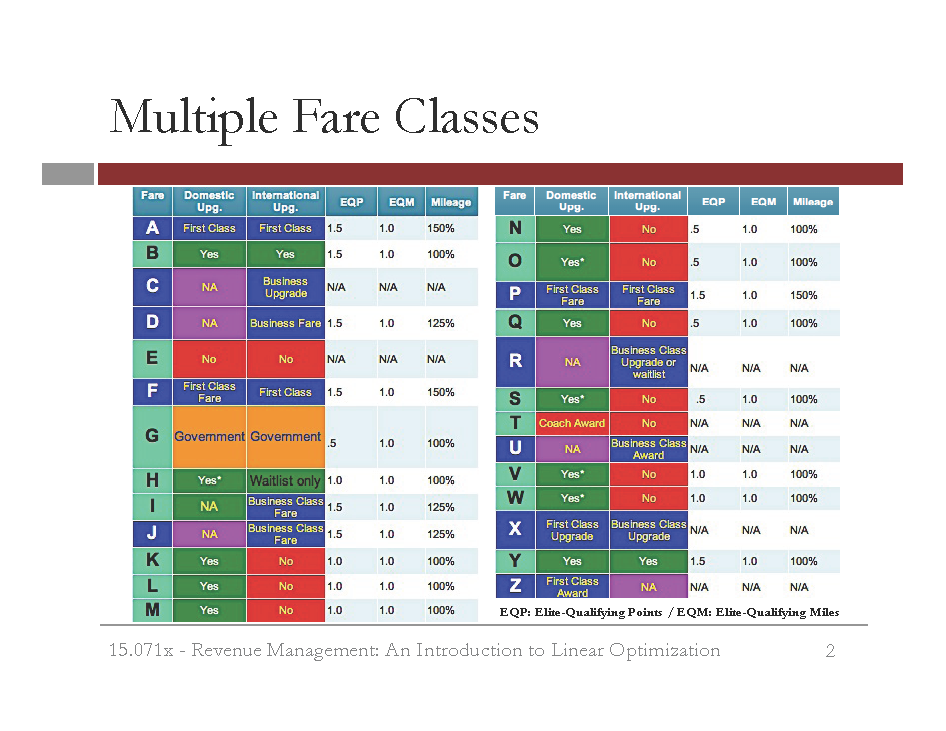 Multiple Fare Classes
Fare Domestic Upg. International Upg. EQP EQM Mileage
A First Class First Class 1.5 1.0 150%
B Yes Yes 1.5 1.0 100%
C NA Business Upgrade N/A N/A N/A
D NA Business Fare 1.5 1.0 125%
E No No N/A N/A N/A
F First Class Fare First Class 1.5 1.0 150%
G Government Government .5 1.0 100%
H Yes* Waitlist only 1.0 1.0 100%
I NA Business Class Fare 1.5 1.0 125%
J NA Business Class Fare 1.5 1.0 125%
K Yes No 1.0 1.0 100%
L Yes No 1.0 1.0 100%
M Yes No 1.0 1.0 100%
Fare Domestic Upg. International Upg. EQP EQM Mileage
N Yes No .5 1.0 100%
O Yes* No .5 1.0 100%
P First Class Fare First Class Fare 1.5 1.0 150%
Q Yes No .5 1.0 100%
R NA Business Class Upgrade or waitlist N/A N/A N/A
S Yes* No .5 1.0 100%
T Coach Award No N/A N/A N/A
U NA Business Class Award N/A N/A N/A
V Yes* No 1.0 1.0 100%
W Yes* No 1.0 1.0 100%
X First Class Upgrade Business Class Upgrade N/A N/A N/A
Y Yes Yes 1.5 1.0 100%
Z First Class Award NA N/A N/A N/A
EQP: Elite-Qualifying Points / EQM: Elite-Qualifying Miles
15.071x - Revenue Management: An Introduction to Linear Optimization 2